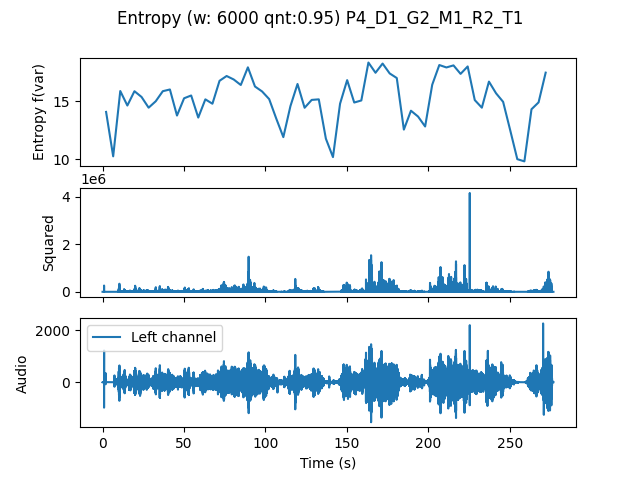 Entropy (w: 6000 qnt:0.95) P4_D1_G2_M1_R2_T1
Entropy f(var)
15
10
1e6
Squared
4
2
0
Audio
2000
0
Left channel
0 50 100 150 200 250
Time (s)